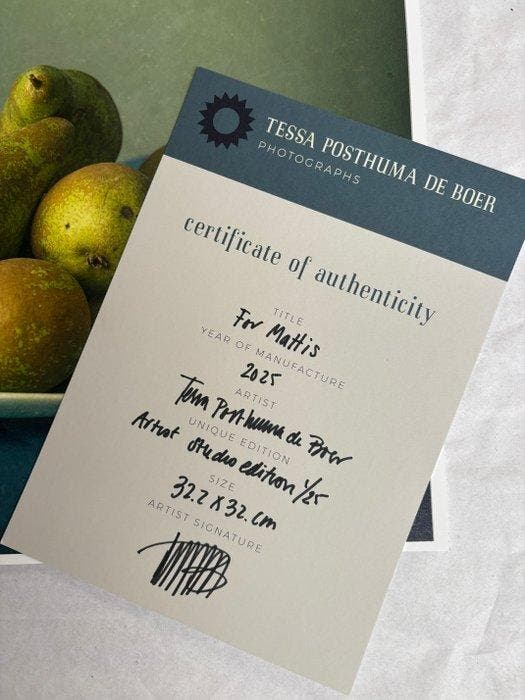 TESSA POSTHUMA DE BOER
PHOTOGRAPHS
certificate of authenticity
TITLE
For Mattis
YEAR OF MANUFACTURE
2025
ARTIST
Tessa Posthuma de Boer
UNIQUE EDITION
Artist studio edition 1/25
SIZE
32.2 X 32. cm
ARTIST SIGNATURE